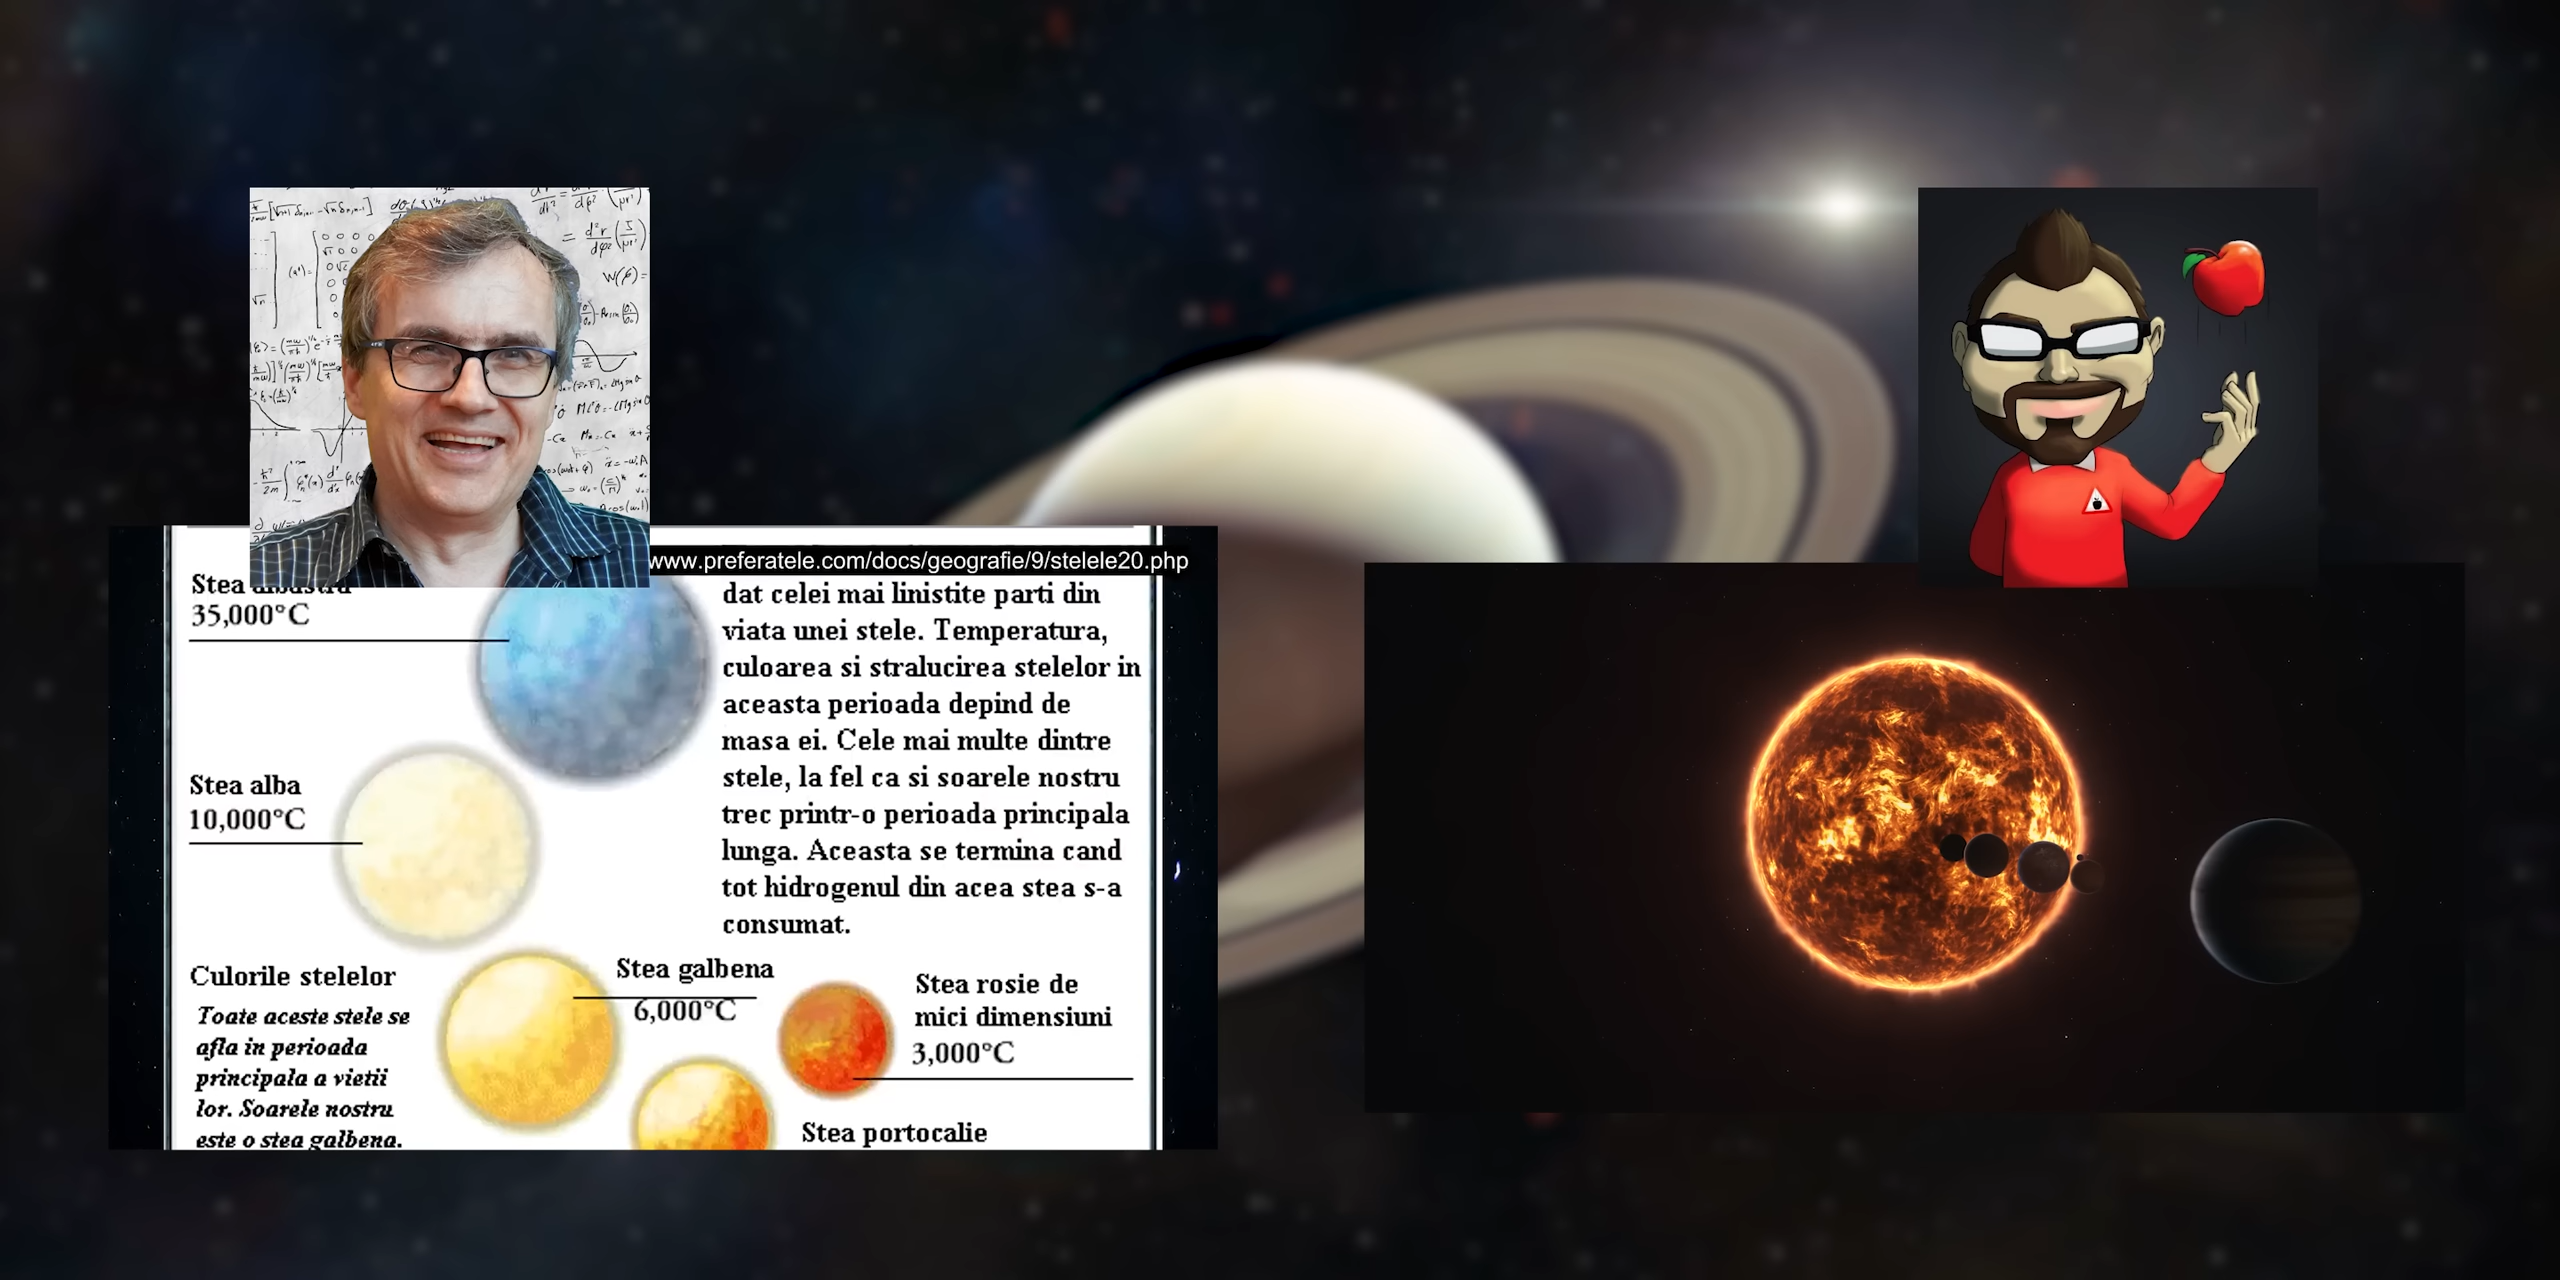 www.preferatele.com/docs/geografie/9/stelele20.php
Stea
35,000°C
dat celei mai linistite parti din
viata unei stele. Temperatura,
culoarea si stralucirea stelelor in
aceasta perioada depind de
masa ei. Cele mai multe dintre
stele, la fel ca si soarele nostru
trec printr-o perioada principala
lunga. Aceasta se termina cand
tot hidrogenul din acea stea s-a
consumat.
Stea alba
10,000°C
Culorile stelelor
Toate aceste stele se
afla in perioada
principala a vietii
lor. Soarele nostru
este o stea galbena.
Stea galbena
6,000°C
Stea rosie de
mici dimensiuni
3,000°C
Stea portocalie